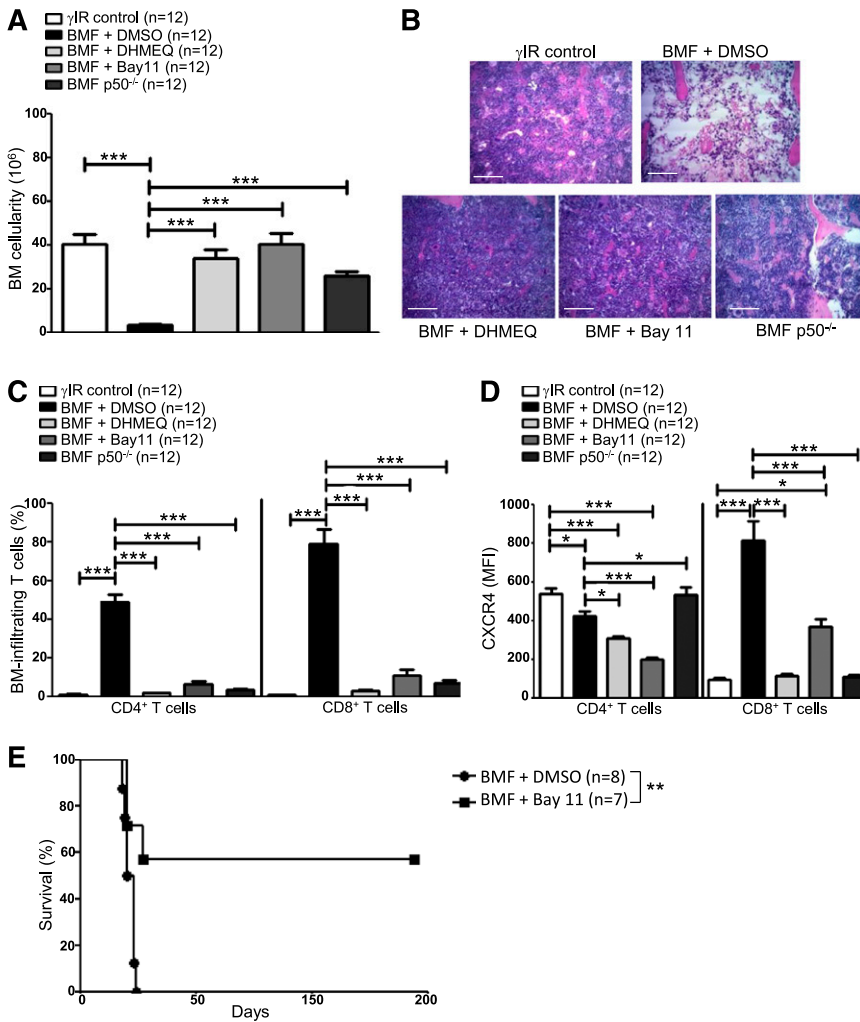 A
γIR control (n=12)
BMF + DMSO (n=12)
BMF + DHMEQ (n=12)
BMF + Bay11 (n=12)
BMF p50-/- (n=12)
BM cellularity (10⁶)
100
80
60
40
20
0
***
***
***
***
B
γIR control
BMF + DMSO
BMF + DHMEQ
BMF + Bay 11
BMF p50-/-
C
γIR control (n=12)
BMF + DMSO (n=12)
BMF + DHMEQ (n=12)
BMF + Bay11 (n=12)
BMF p50-/- (n=12)
BM-infiltrating T cells (%)
100
80
60
40
20
0
***
***
***
***
***
***
***
***
CD4⁺ T cells
CD8⁺ T cells
D
γIR control (n=12)
BMF + DMSO (n=12)
BMF + DHMEQ (n=12)
BMF + Bay11 (n=12)
BMF p50-/- (n=12)
CXCR4 (MFI)
1000
800
600
400
200
0
***
***
*
*
***
*
***
***
*
***
***
CD4⁺ T cells
CD8⁺ T cells
E
Survival (%)
100
80
60
40
20
0
0
50
150
200
Days
BMF + DMSO (n=8)
BMF + Bay 11 (n=7)
**